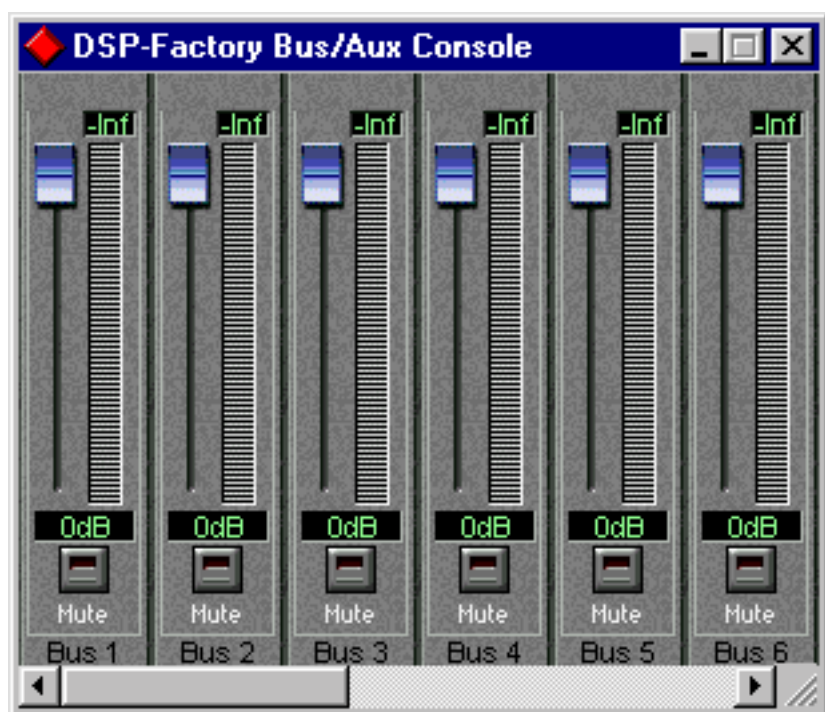 DSP-Factory Bus/Aux Console
-Inf -Inf -Inf -Inf -Inf -Inf
0dB 0dB 0dB 0dB 0dB 0dB
Mute Mute Mute Mute Mute Mute
Bus 1 Bus 2 Bus 3 Bus 4 Bus 5 Bus 6